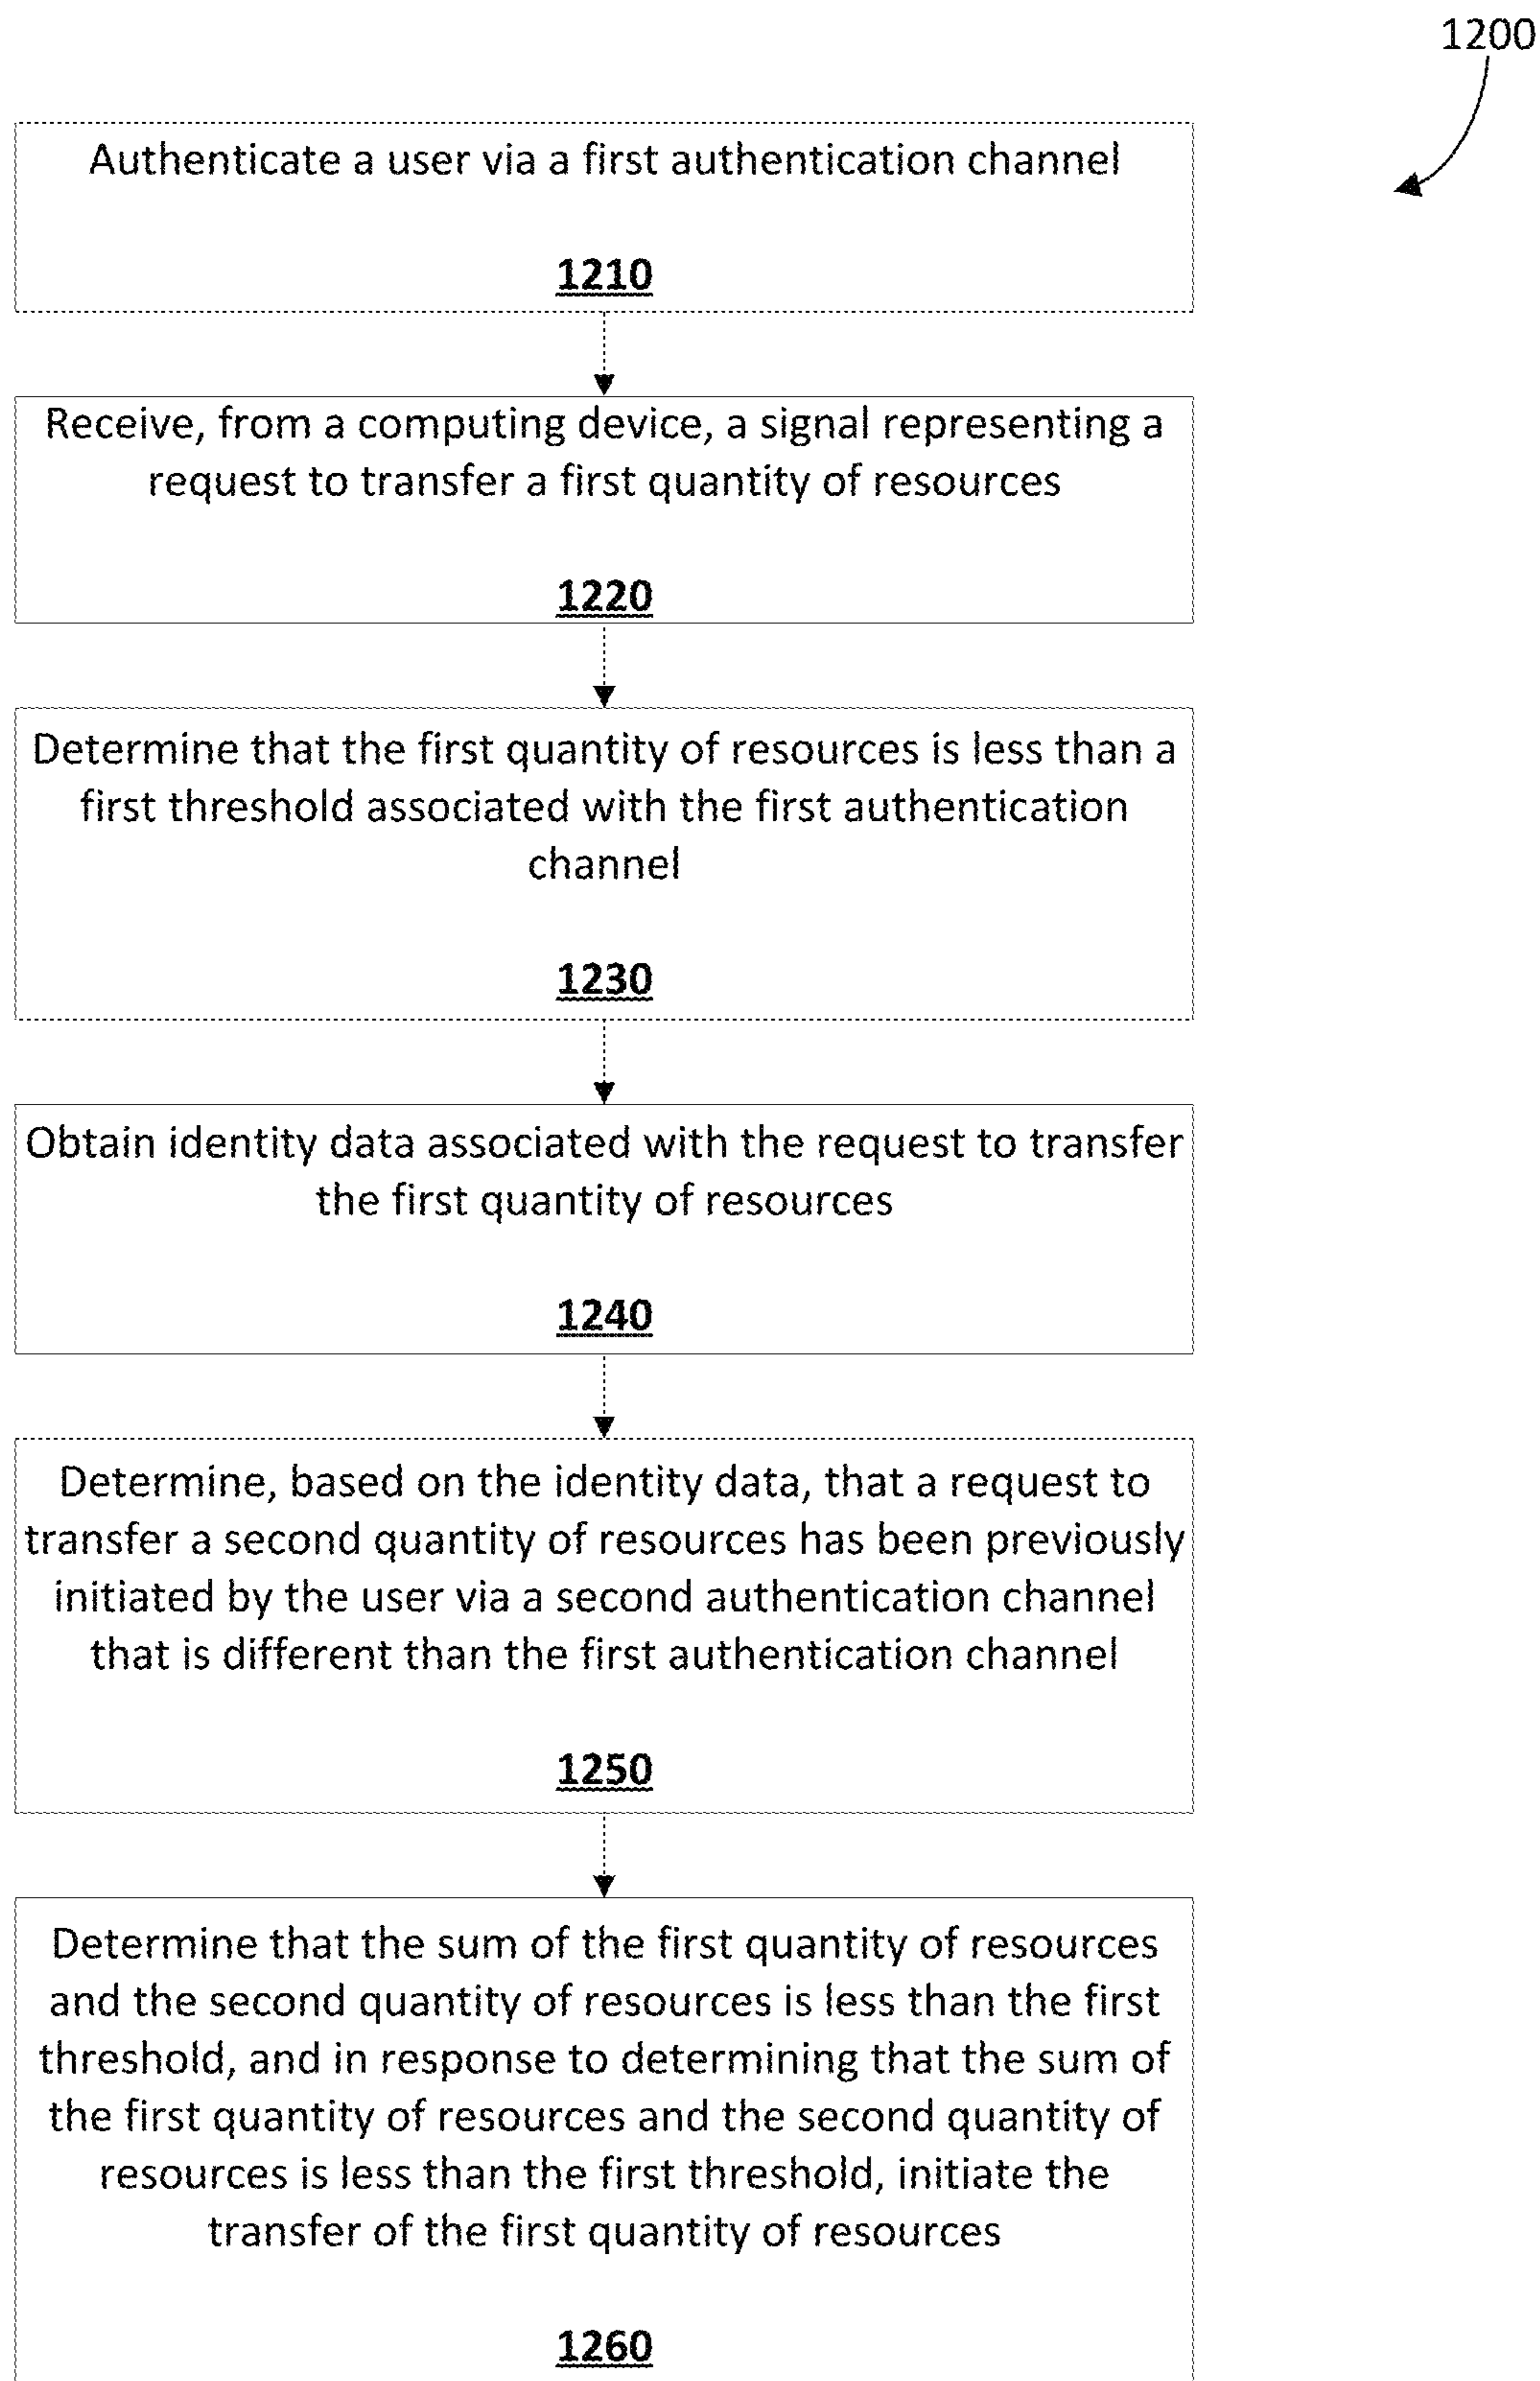 1200
Authenticate a user via a first authentication channel
1210
Receive, from a computing device, a signal representing a
request to transfer a first quantity of resources
1220
Determine that the first quantity of resources is less than a
first threshold associated with the first authentication
channel
1230
Obtain identity data associated with the request to transfer
the first quantity of resources
1240
Determine, based on the identity data, that a request to
transfer a second quantity of resources has been previously
initiated by the user via a second authentication channel
that is different than the first authentication channel
1250
Determine that the sum of the first quantity of resources
and the second quantity of resources is less than the first
threshold, and in response to determining that the sum of
the first quantity of resources and the second quantity of
resources is less than the first threshold, initiate the
transfer of the first quantity of resources
1260